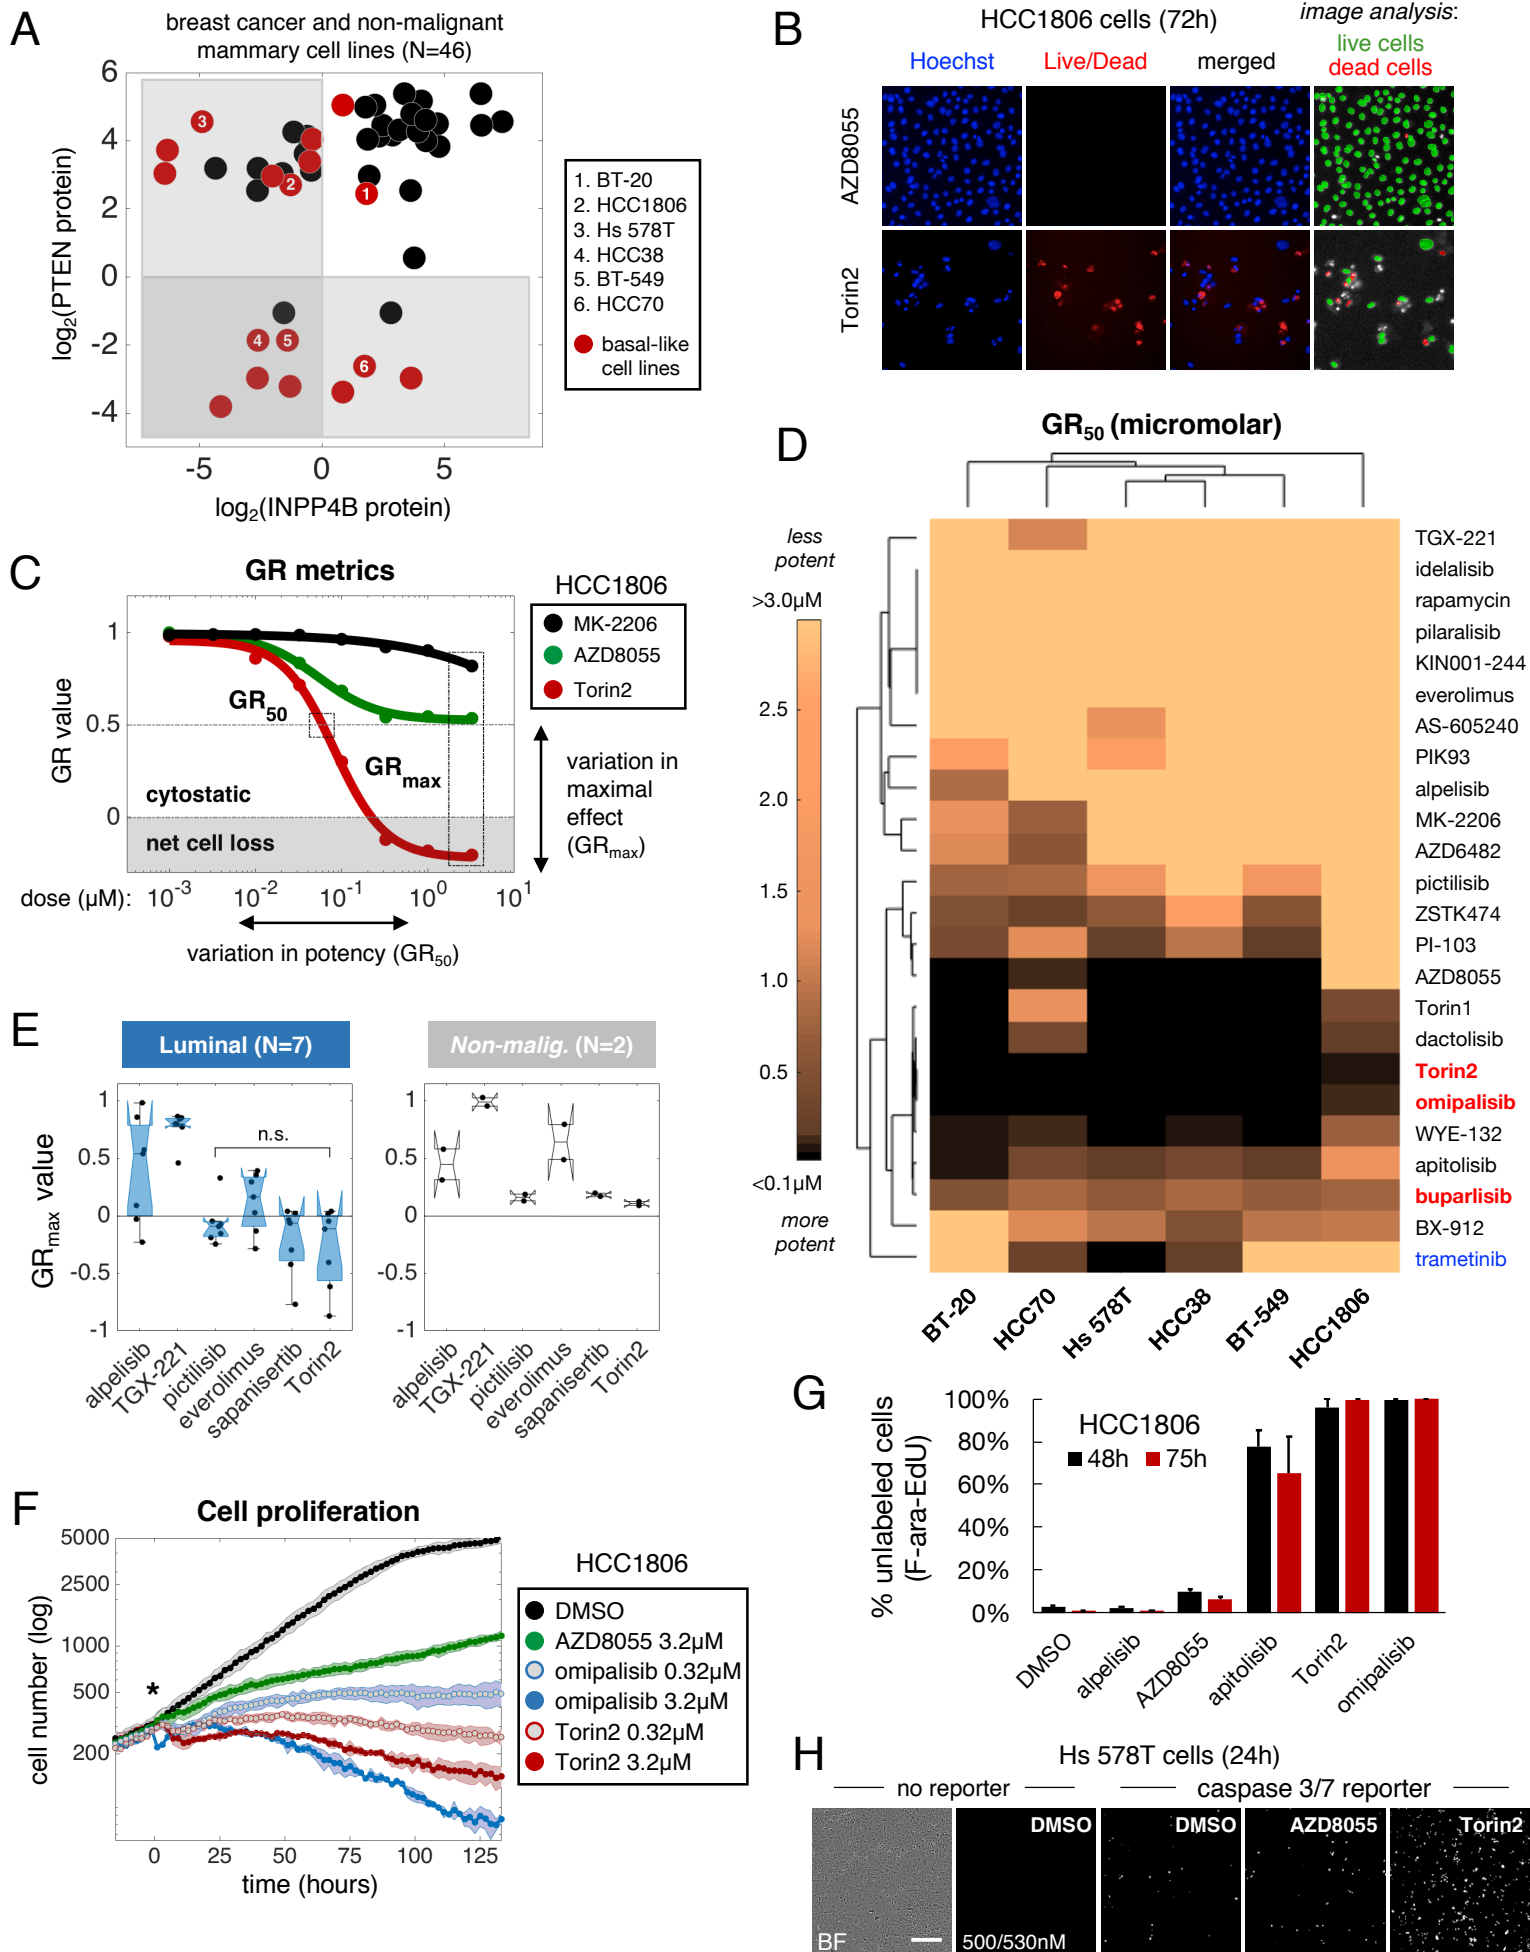 A
breast cancer and non-malignant
mammary cell lines (N=46)
6
4
2
0
-2
-4
-5
0
5
log2(PTEN protein)
log2(INPP4B protein)
3
2
1
4
5
6
1. BT-20
2. HCC1806
3. Hs 578T
4. HCC38
5. BT-549
6. HCC70
basal-like
cell lines
B
HCC1806 cells (72h)
image analysis:
Hoechst
Live/Dead
merged
live cells
dead cells
AZD8055
Torin2
C
GR metrics
HCC1806
MK-2206
AZD8055
Torin2
GR value
1
0.5
0
GR50
GRmax
cytostatic
net cell loss
variation in
maximal
effect
(GRmax)
dose (µM):
10-3
10-2
10-1
100
101
variation in potency (GR50)
D
GR50 (micromolar)
less
potent
>3.0µM
2.5
2.0
1.5
1.0
0.5
<0.1µM
more
potent
TGX-221
idelalisib
rapamycin
pilaralisib
KIN001-244
everolimus
AS-605240
PIK93
alpelisib
MK-2206
AZD6482
pictilisib
ZSTK474
PI-103
AZD8055
Torin1
dactolisib
Torin2
omipalisib
WYE-132
apitolisib
buparlisib
BX-912
trametinib
BT-20
HCC70
Hs 578T
HCC38
BT-549
HCC1806
E
Luminal (N=7)
Non-malig. (N=2)
GRmax value
1
0.5
0
-0.5
-1
n.s.
1
0.5
0
-0.5
-1
alpelisib
TGX-221
pictilisib
everolimus
sapanisertib
Torin2
alpelisib
TGX-221
pictilisib
everolimus
sapanisertib
Torin2
F
Cell proliferation
HCC1806
cell number (log)
5000
2500
1000
500
200
*
0
25
50
75
100
125
time (hours)
DMSO
AZD8055 3.2µM
omipalisib 0.32µM
omipalisib 3.2µM
Torin2 0.32µM
Torin2 3.2µM
G
% unlabeled cells
(F-ara-EdU)
100%
80%
60%
40%
20%
0%
HCC1806
48h
75h
DMSO
alpelisib
AZD8055
apitolisib
Torin2
omipalisib
H
Hs 578T cells (24h)
no reporter
caspase 3/7 reporter
BF
DMSO
500/530nM
DMSO
AZD8055
Torin2